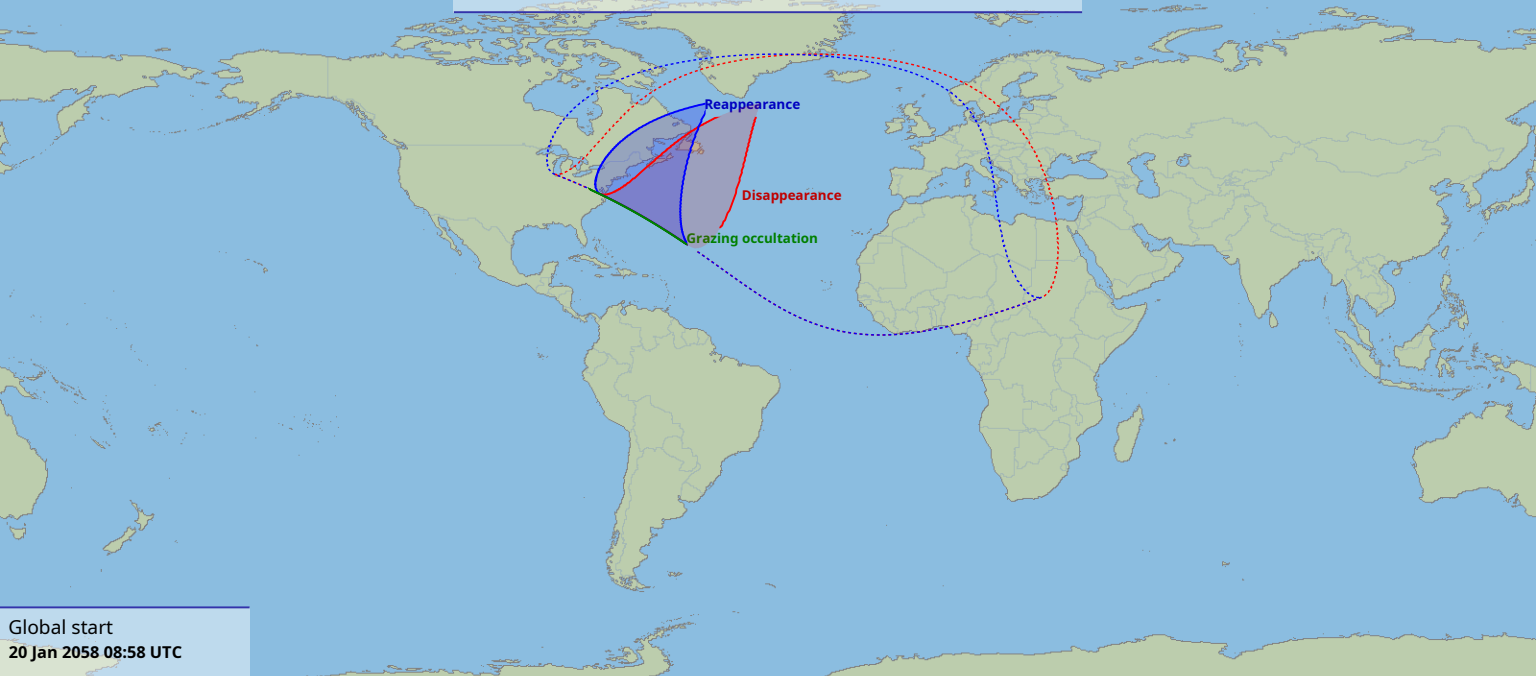 Reappearance
Disappearance
Grazing occultation
Global start
20 Jan 2058 08:58 UTC